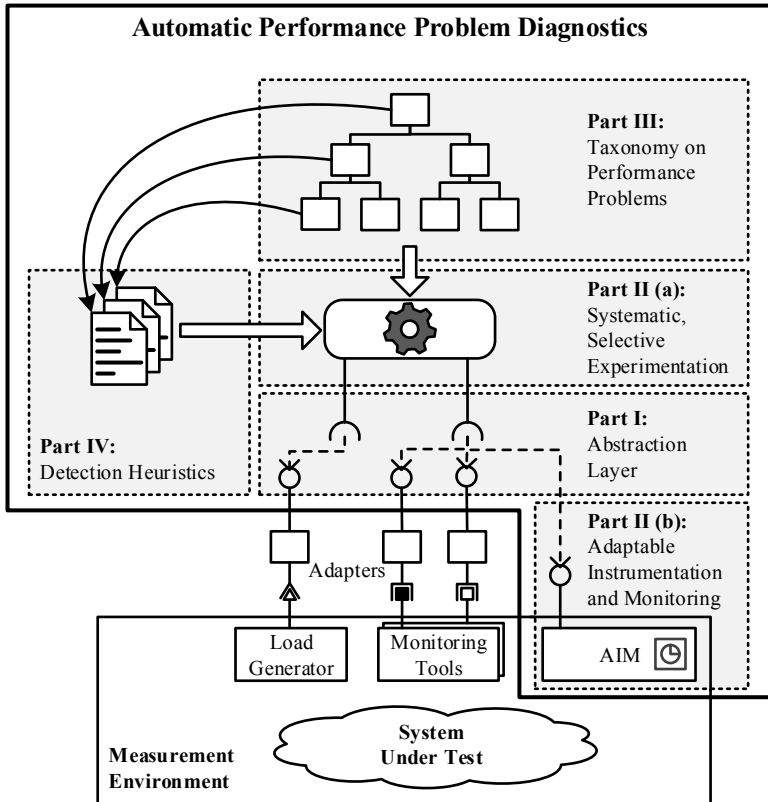 Automatic Performance Problem Diagnostics
Part III:
Taxonomy on
Performance
Problems
Part II (a):
Systematic,
Selective
Experimentation
Part IV:
Detection Heuristics
Part I:
Abstraction
Layer
Part II (b):
Adaptable
Instrumentation
and Monitoring
Adapters
Load
Generator
Monitoring
Tools
AIM
System
Under Test
Measurement
Environment